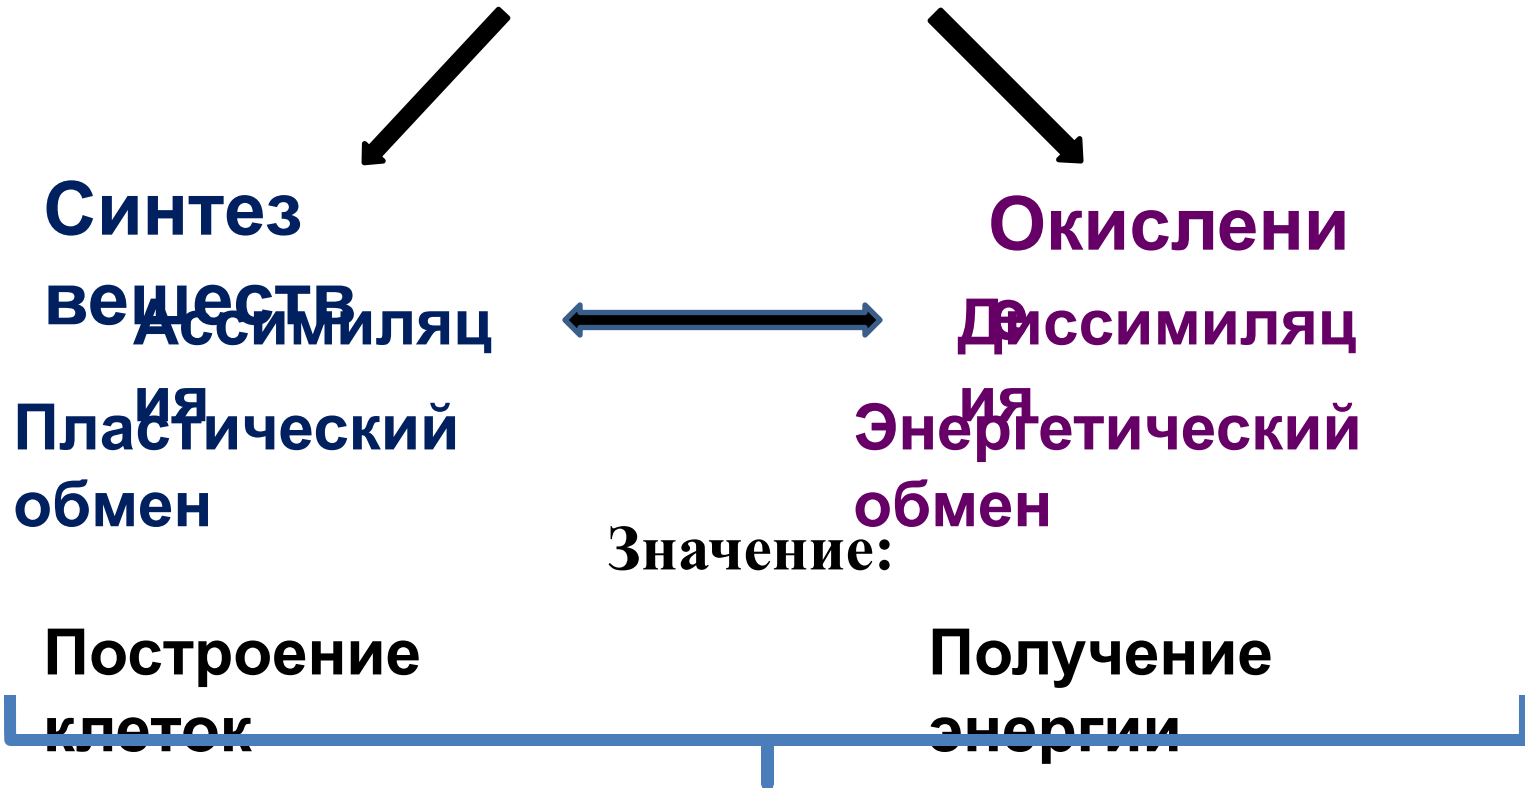 Синтез
веществ
Ассимиляц
ия
Пластический
обмен
Окислени
е
Диссимиляц
ия
Энергетический
обмен
Значение:
Построение
клеток
Получение
энергии